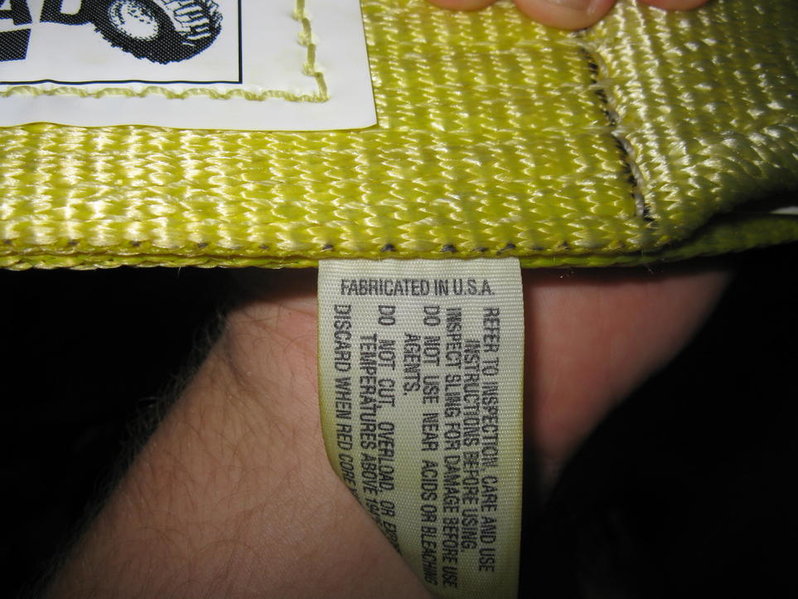 AD
FABRICATED IN U.S.A.
REFER TO INSPECTION, CARE AND USE
INSTRUCTIONS BEFORE USING.
INSPECT SLING FOR DAMAGE BEFORE USE
DO NOT USE NEAR ACIDS OR BLEACHING
AGENTS.
DO NOT CUT, OVERLOAD, OR
TEMPERATURES ABOVE
DISCARD WHEN RED CORE